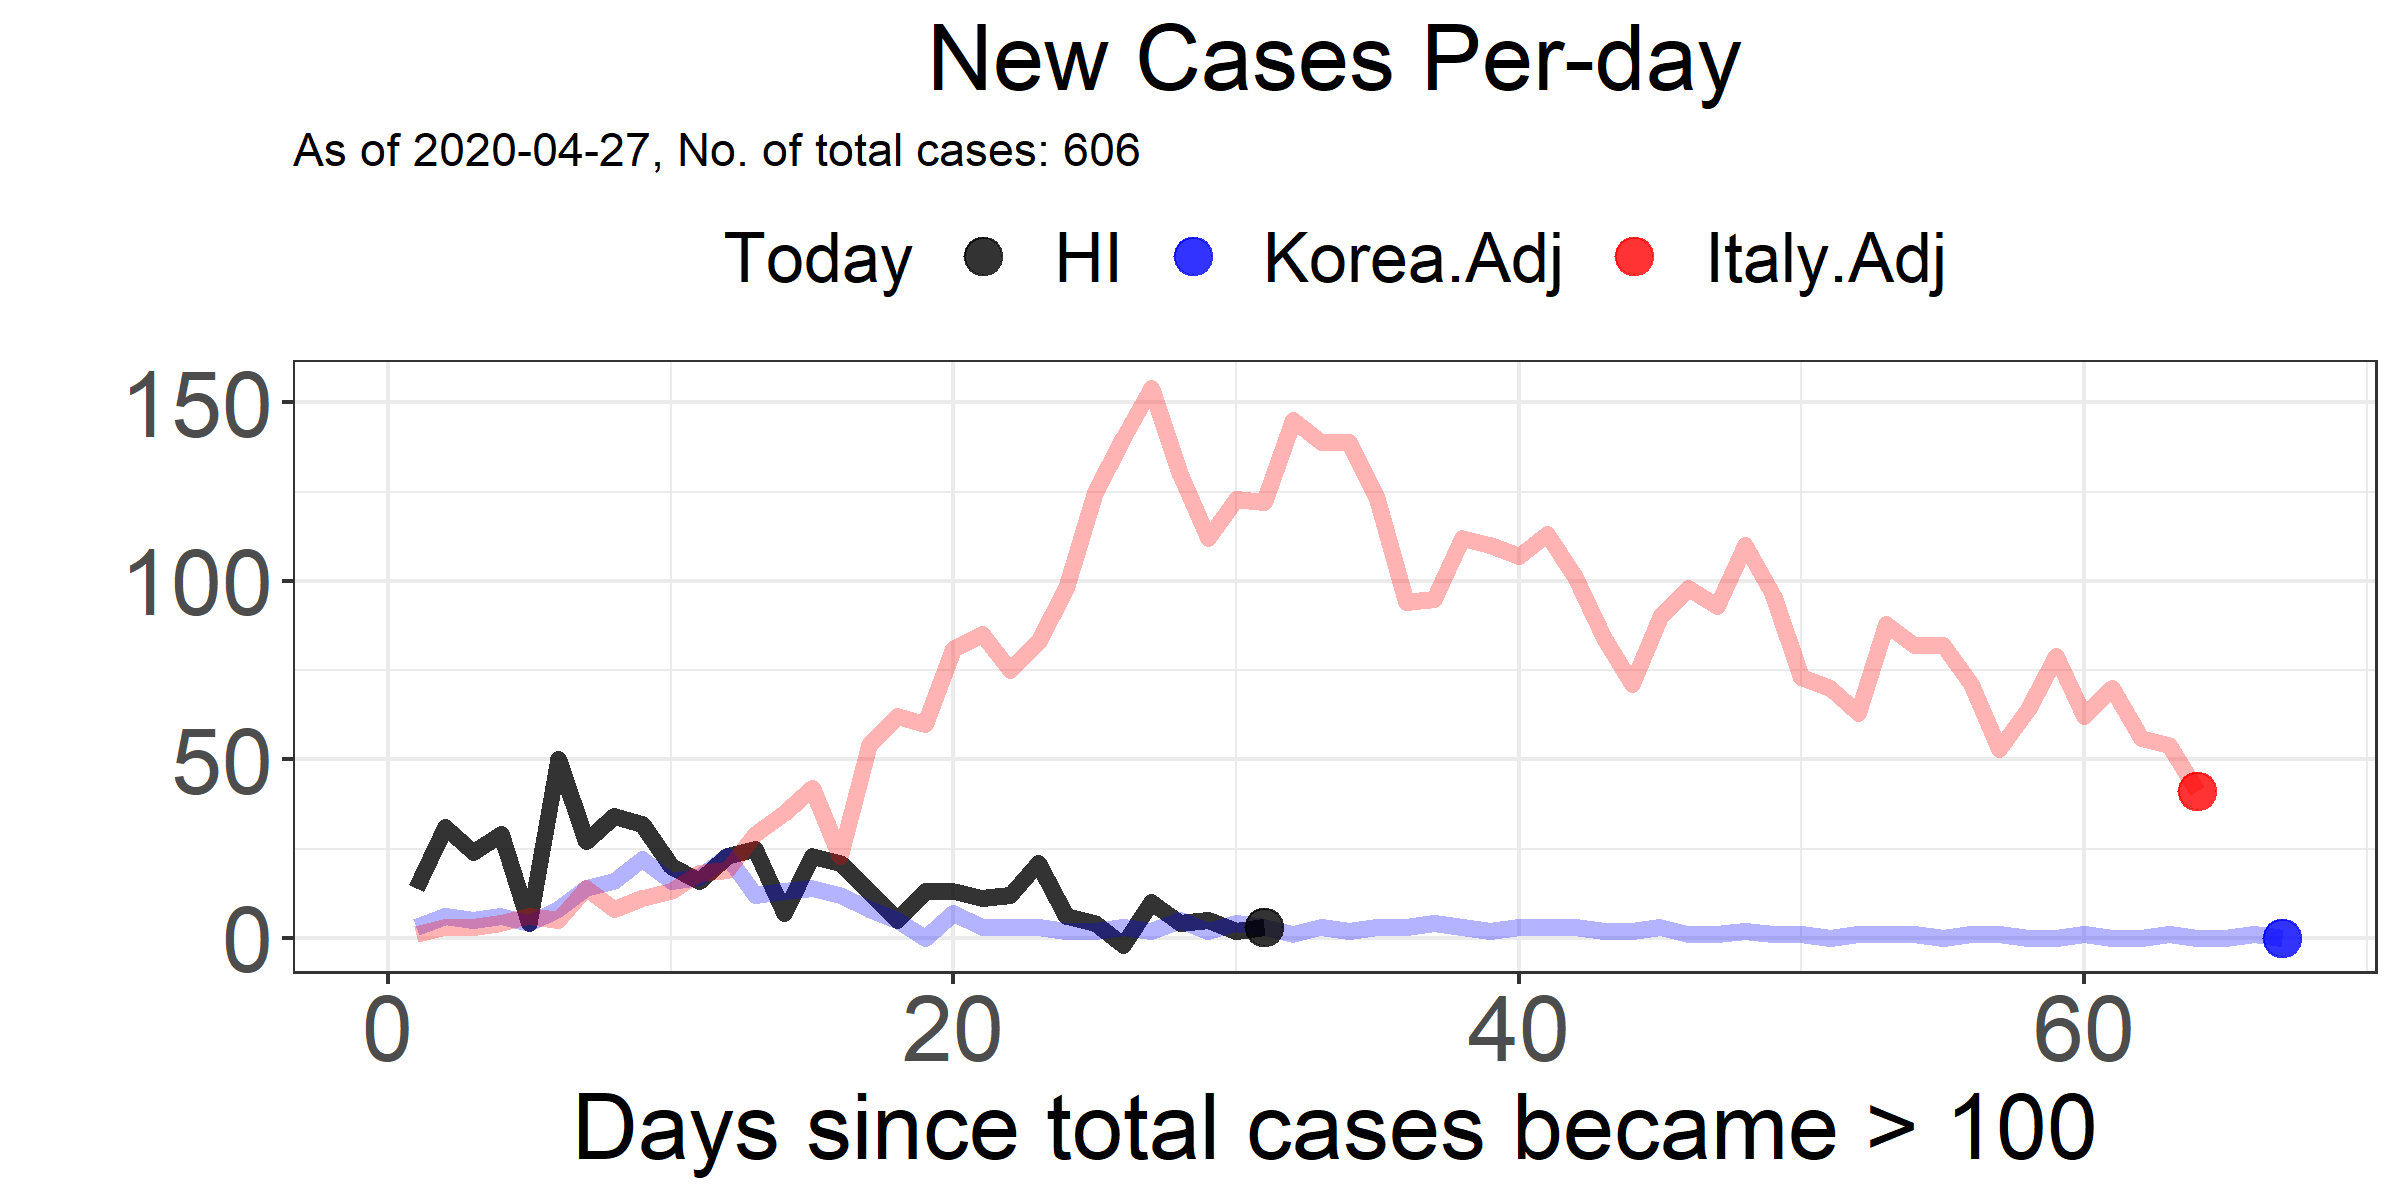 New Cases Per-day
As of 2020-04-27, No. of total cases: 606
Today HI Korea.Adj Italy.Adj
150
100
50
0
0 20 40 60
Days since total cases became > 100